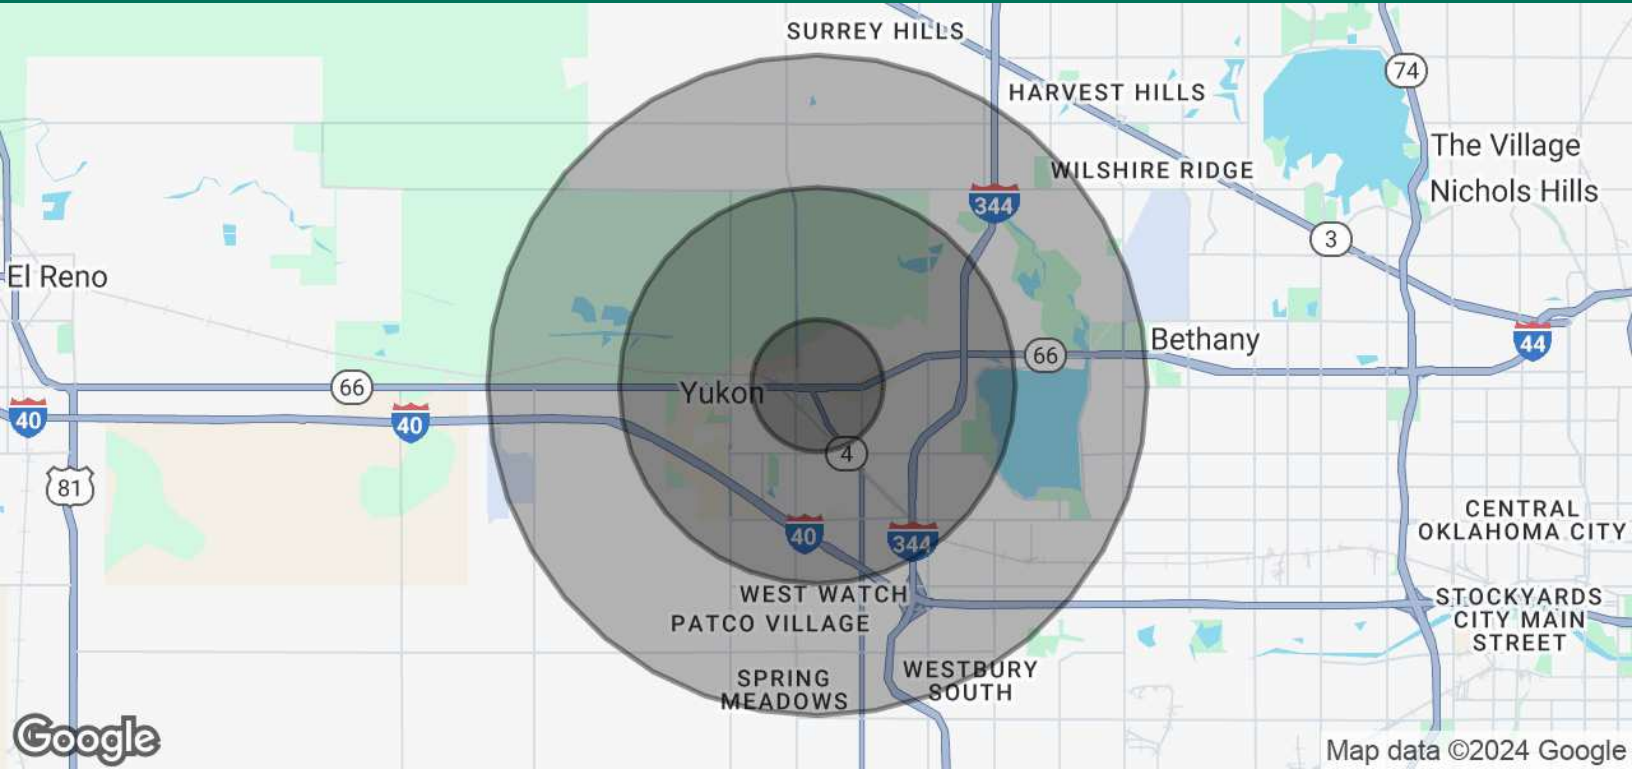 SURREY HILLS
74
HARVEST HILLS
The Village
WILSHIRE RIDGE
Nichols Hills
344
3
El Reno
Bethany
44
66
66
Yukon
40
40
4
81
CENTRAL
OKLAHOMA CITY
40
344
WEST WATCH
STOCKYARDS
CITY MAIN
STREET
PATCO VILLAGE
SPRING
MEADOWS
WESTBURY
SOUTH
Google
Map data ©2024 Google